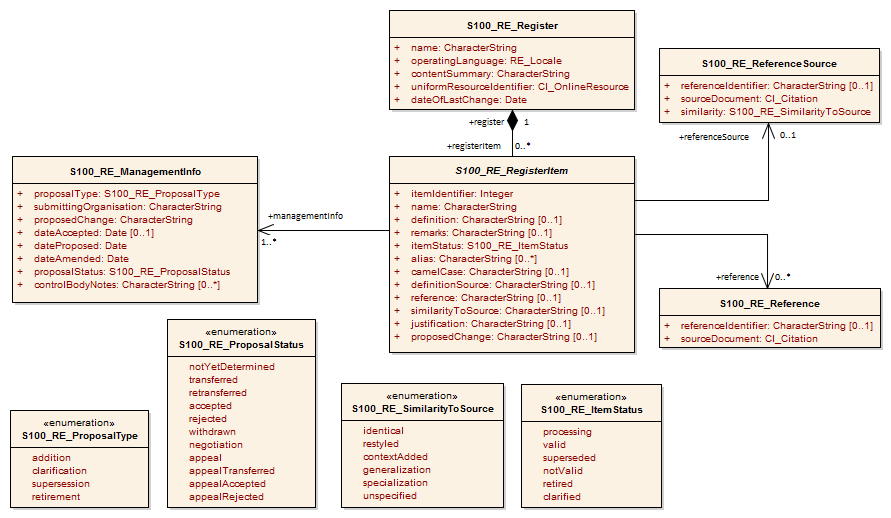 S100_RE_Register
+ name: CharacterString
+ operatingLanguage: RE_Locale
+ contentSummary: CharacterString
+ uniformResourceIdentifier: CI_OnlineResource
+ dateOfLastChange: Date
S100_RE_ReferenceSource
+ referenceIdentifier: CharacterString [0..1]
+ sourceDocument: CI_Citation
+ similarity: S100_RE_SimilarityToSource
+register 1
+registerItem 0..*
+referenceSource 0..1
S100_RE_ManagementInfo
+ proposalType: S100_RE_ProposalType
+ submittingOrganisation: CharacterString
+ proposedChange: CharacterString
+ dateAccepted: Date [0..1]
+ dateProposed: Date
+ dateAmended: Date
+ proposalStatus: S100_RE_ProposalStatus
+ controlBodyNotes: CharacterString [0..*]
+managementInfo
1..*
S100_RE_RegisterItem
+ itemIdentifier: Integer
+ name: CharacterString
+ definition: CharacterString [0..1]
+ remarks: CharacterString [0..1]
+ itemStatus: S100_RE_ItemStatus
+ alias: CharacterString [0..*]
+ camelCase: CharacterString [0..1]
+ definitionSource: CharacterString [0..1]
+ reference: CharacterString [0..1]
+ similarityToSource: CharacterString [0..1]
+ justification: CharacterString [0..1]
+ proposedChange: CharacterString [0..1]
+reference 0..*
S100_RE_Reference
+ referenceIdentifier: CharacterString [0..1]
+ sourceDocument: CI_Citation
«enumeration»
S100_RE_ProposalType
addition
clarification
supersession
retirement
«enumeration»
S100_RE_ProposalStatus
notYetDetermined
transferred
retransferred
accepted
rejected
withdrawn
negotiation
appeal
appealTransferred
appealAccepted
appealRejected
«enumeration»
S100_RE_SimilarityToSource
identical
restyled
contextAdded
generalization
specialization
unspecified
«enumeration»
S100_RE_ItemStatus
processing
valid
superseded
notValid
retired
clarified